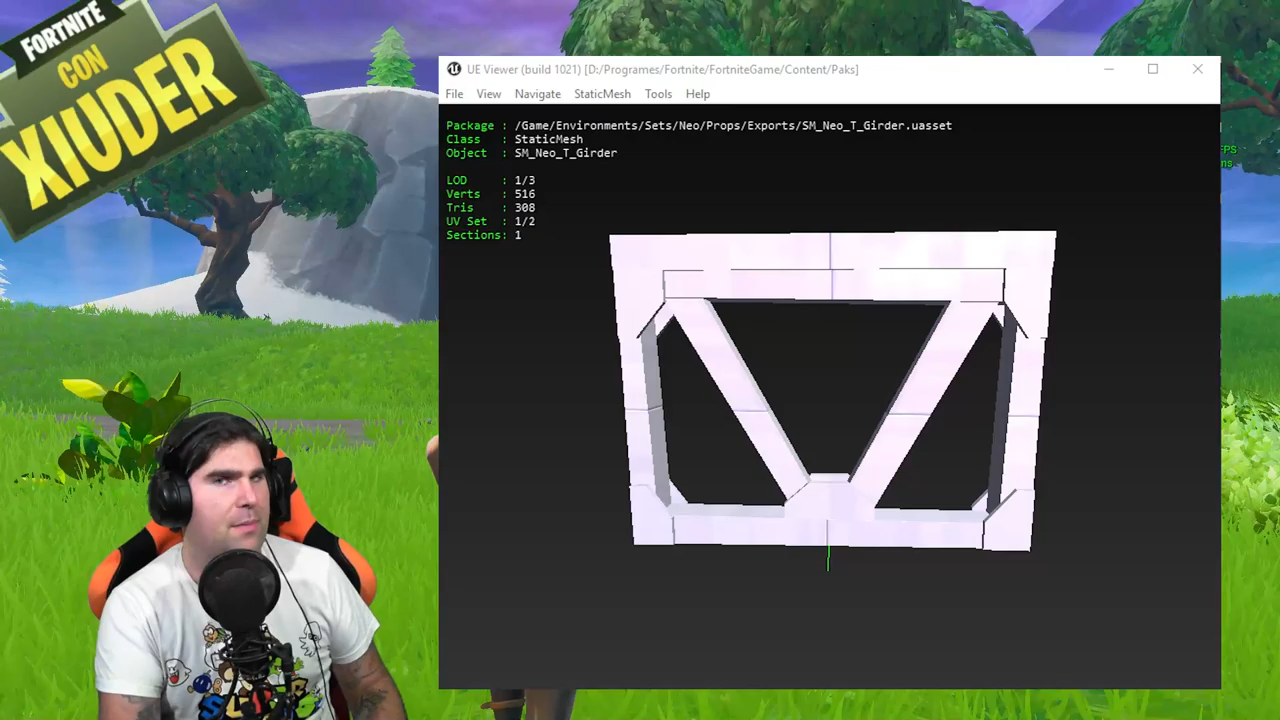 FORTNITE
CON
XIUDER
UE Viewer (build 1021) [D:/Programes/Fortnite/FortniteGame/Content/Paks]
File View Navigate StaticMesh Tools Help
Package : /Game/Environments/Sets/Neo/Props/Exports/SM_Neo_T_Girder.uasset
Class : StaticMesh
Object : SM_Neo_T_Girder
LOD : 1/3
Verts : 516
Tris : 308
UV Set : 1/2
Sections: 1
FPS
ms